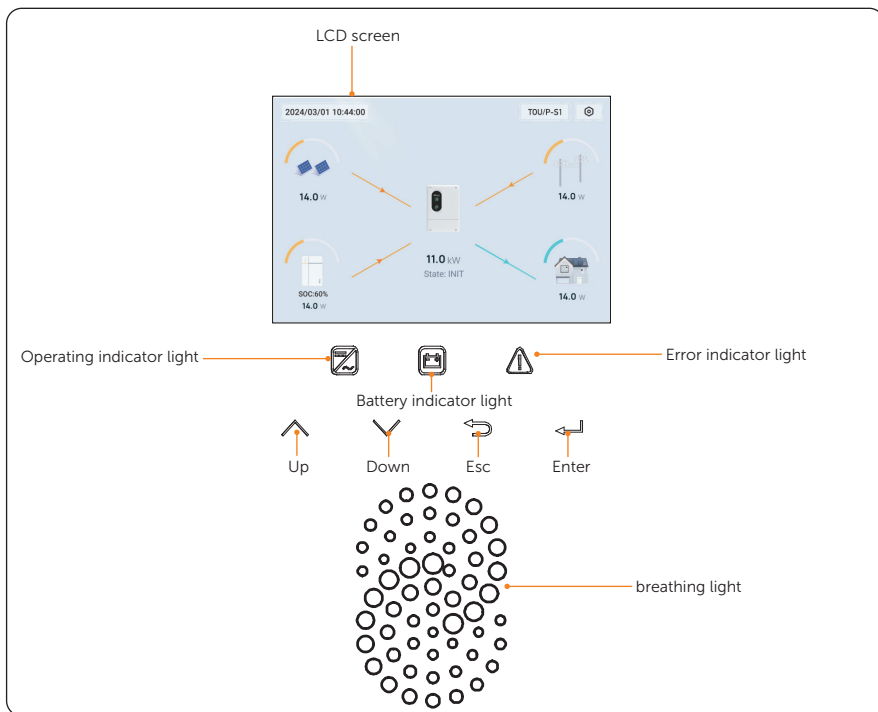 LCD screen
2024/03/01 10:44:00
TOU/P-S1
14.0 W
14.0 W
11.0 kW
State: INIT
SOC:60%
14.0 W
14.0 W
Operating indicator light
Error indicator light
Battery indicator light
Up
Down
Esc
Enter
breathing light